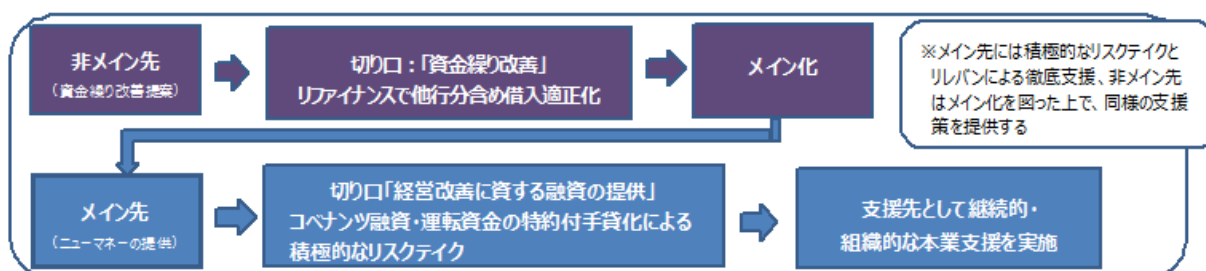 非メイン先
（資金繰り改善提案）
切り口：「資金繰り改善」
リファイナンスで他行分含め借入適正化
メイン化
※メイン先には積極的なリスクテイクと
リレバンによる徹底支援、非メイン先
はメイン化を図った上で、同様の支援
策を提供する
メイン先
（ニューマネーの提供）
切り口「経営改善に資する融資の提供」
コベナンツ融資・運転資金の特約付手貸化による
積極的なリスクテイク
支援先として継続的・
組織的な本業支援を実施